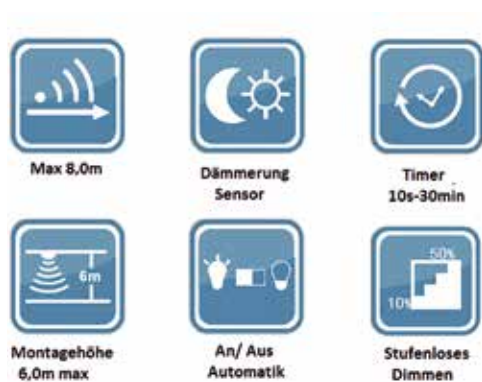 Max 8,0m
Dämmerung
Sensor
Timer
10s-30min
6m
50%
10%
Montagehöhe
6,0m max
An/ Aus
Automatik
Stufenloses
Dimmen